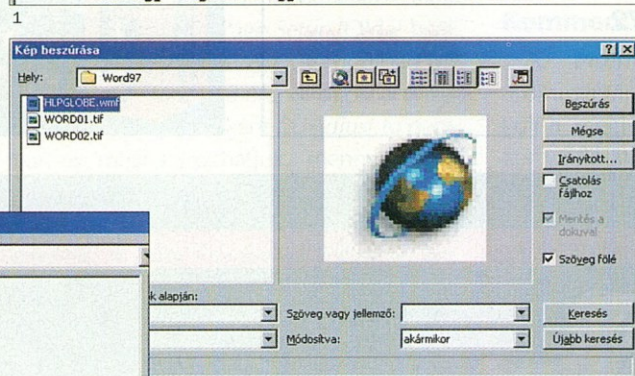 1
Kép beszúrása
Hely: Word97
HLPGLOBE.wmf
WORD01.tif
WORD02.tif
Beszúrás
Mégse
Irányított...
Csatolás
fájlhoz
Mentés a
dokuval
Szöveg fölé
k alapján:
Szöveg vagy jellemző:
Keresés
Módosítva: akármikor
Újabb keresés